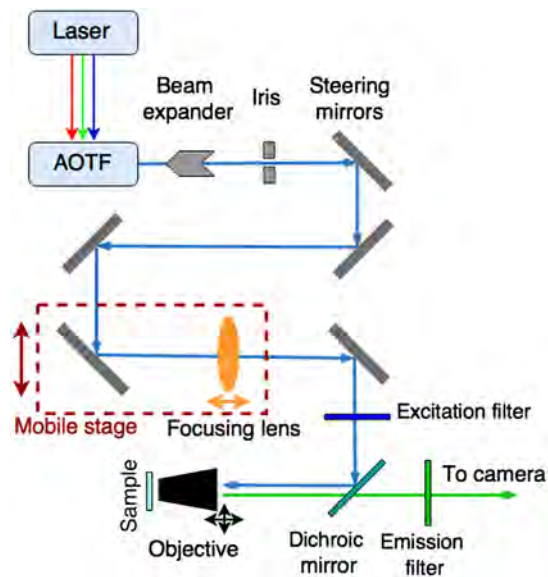 Laser
AOTF
Beam
expander
Iris
Steering
mirrors
Mobile stage
Focusing lens
Excitation filter
Sample
Objective
Dichroic
mirror
To camera
Emission
filter